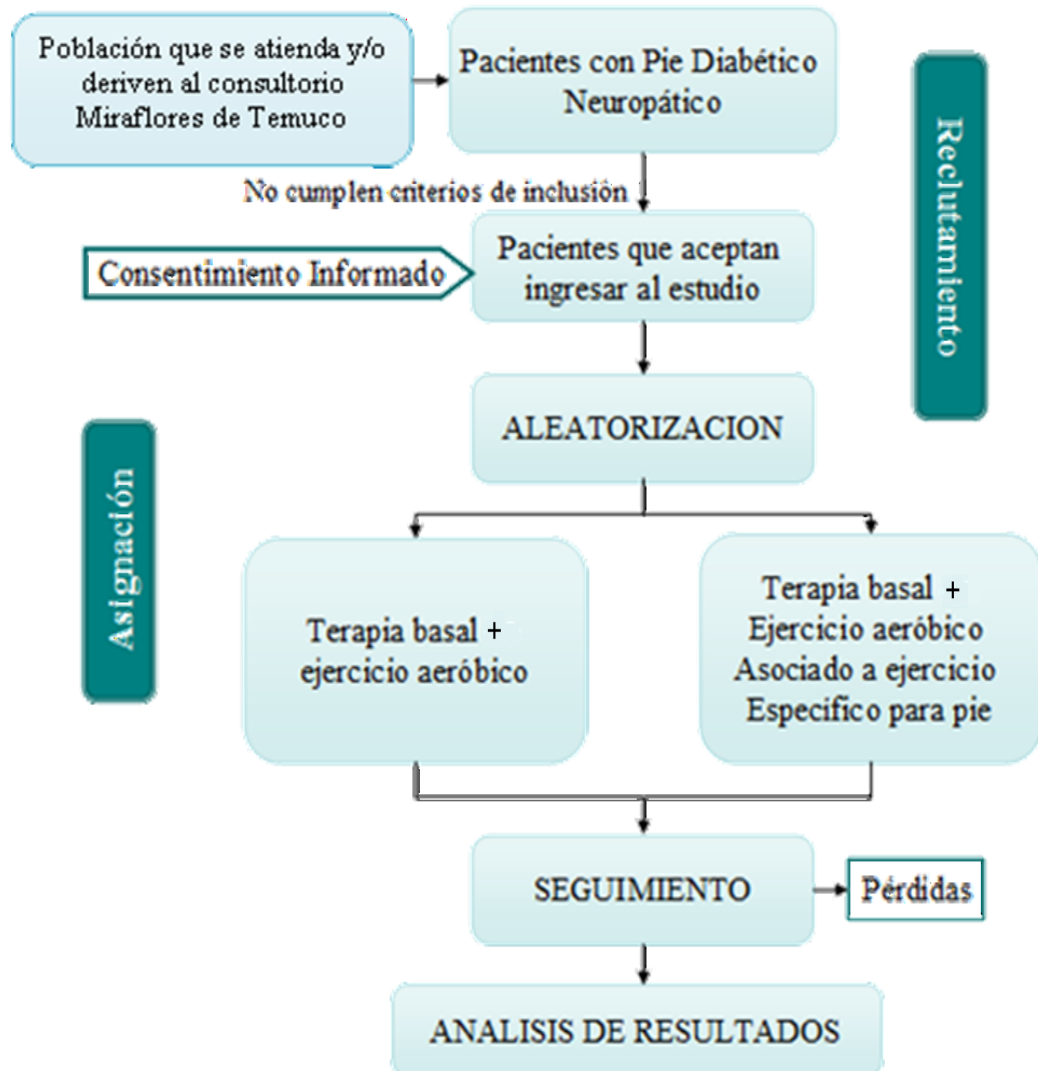 Población que se atienda y/o
deriven al consultorio
Miraflores de Temuco
Pacientes con Pie Diabético
Neuropático
Reclutamiento
No cumplen criterios de inclusión
Consentimiento Informado
Pacientes que aceptan
ingresar al estudio
ALEATORIZACION
Asignación
Terapia basal +
ejercicio aeróbico
Terapia basal +
Ejercicio aeróbico
Asociado a ejercicio
Especifico para pie
SEGUIMIENTO
Pérdidas
ANALISIS DE RESULTADOS